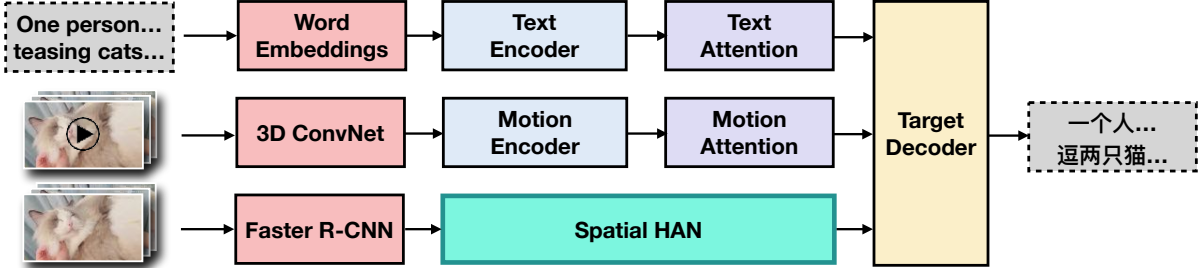 One person...
teasing cats...
Word
Embeddings
Text
Encoder
Text
Attention
3D ConvNet
Motion
Encoder
Motion
Attention
Faster R-CNN
Spatial HAN
Target
Decoder
一个人...
逗两只猫...